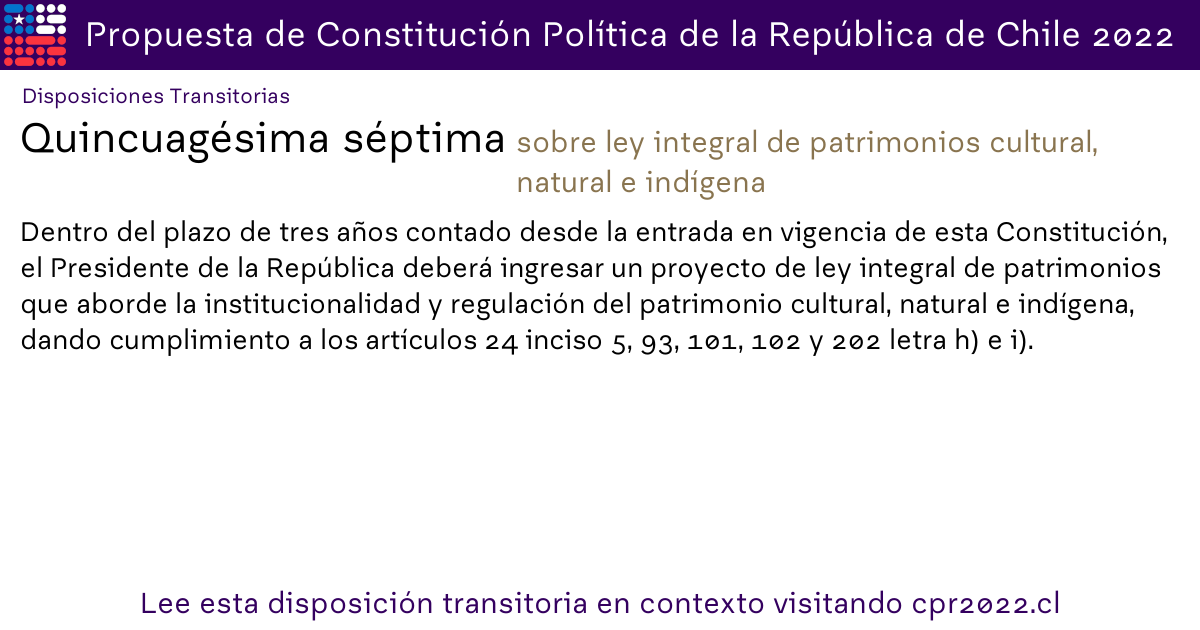 Propuesta de Constitución Política de la República de Chile 2022
Disposiciones Transitorias
Quincuagésima séptima sobre ley integral de patrimonios cultural,
natural e indígena
Dentro del plazo de tres años contado desde la entrada en vigencia de esta Constitución,
el Presidente de la República deberá ingresar un proyecto de ley integral de patrimonios
que aborde la institucionalidad y regulación del patrimonio cultural, natural e indígena,
dando cumplimiento a los artículos 24 inciso 5, 93, 101, 102 y 202 letra h) e i).
Lee esta disposición transitoria en contexto visitando cpr2022.cl